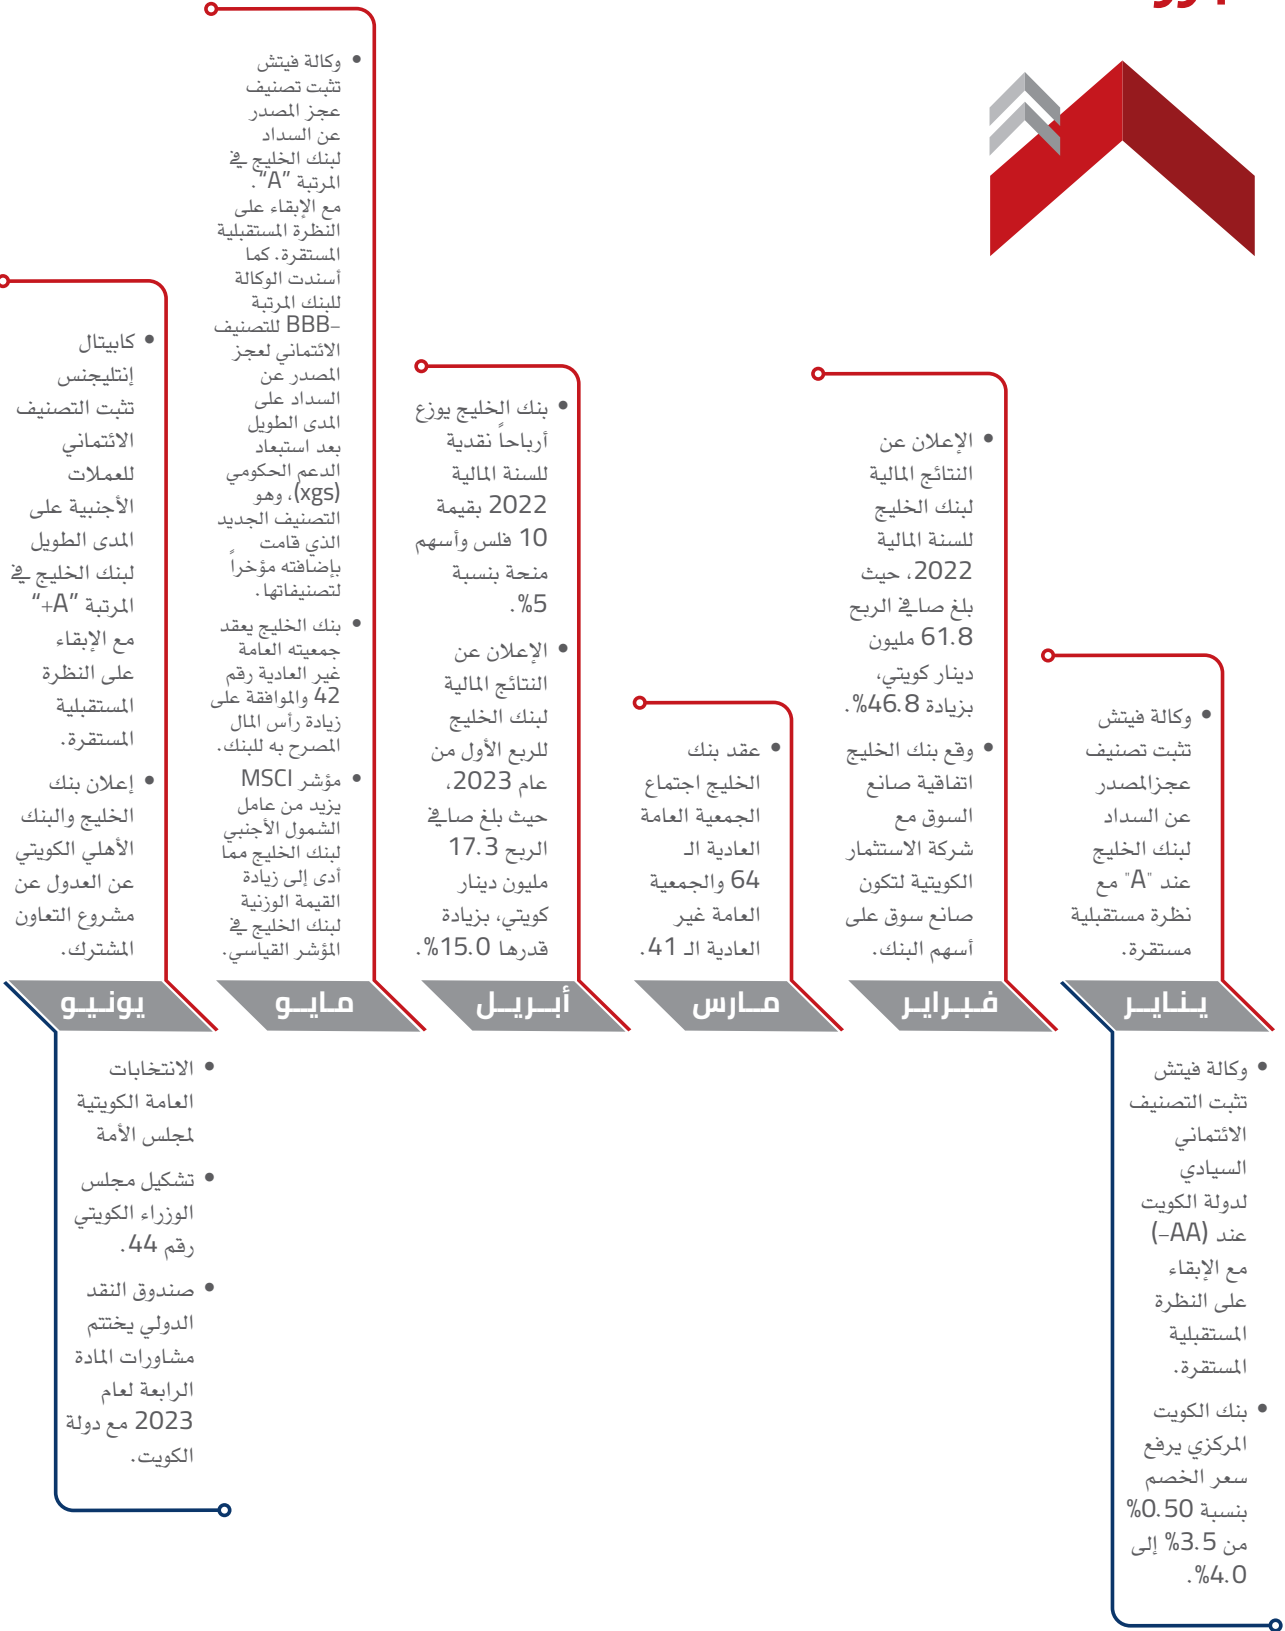 • وكالة فيتش
تثبت تصنيف
عجزالمصدر
عن السداد
لبنك الخليج
عند "A" مع
نظرة مستقبلية
مستقرة.
ينايـر
• وكالة فيتش
تثبت التصنيف
الائتماني
السيادي
لدولة الكويت
عند (AA-)
مع الإبقاء
على النظرة
المستقبلية
المستقرة.
• بنك الكويت
المركزي يرفع
سعر الخصم
بنسبة 0.50%
من 3.5% إلى
4.0%.
• الإعلان عن
النتائج المالية
لبنك الخليج
للسنة المالية
2022، حيث
بلغ صافي الربح
61.8 مليون
دينار كويتي،
بزيادة 46.8%.
• وقع بنك الخليج
اتفاقية صانع
السوق مع
شركة الاستثمار
الكويتية لتكون
صانع سوق على
أسهم البنك.
فـبـرايـر
• عقد بنك
الخليج اجتماع
الجمعية العامة
العادية الـ
64 والجمعية
العامة غير
العادية الـ 41.
مــارس
• بنك الخليج يوزع
أرباحاً نقدية
للسنة المالية
2022 بقيمة
10 فلس وأسهم
منحة بنسبة
5%.
• الإعلان عن
النتائج المالية
لبنك الخليج
للربع الأول من
عام 2023،
حيث بلغ صافي
الربح 17.3
مليون دينار
كويتي، بزيادة
قدرها 15.0%.
أبــريــل
• وكالة فيتش
تثبت تصنيف
عجز المصدر
عن السداد
لبنك الخليج في
المرتبة "A".
مع الإبقاء على
النظرة المستقبلية
المستقرة. كما
أسندت الوكالة
للبنك المرتبة
BBB- للتصنيف
الائتماني لعجز
المصدر عن
السداد على
المدى الطويل
بعد استبعاد
الدعم الحكومي
(xgs)، وهو
التصنيف الجديد
الذي قامت
بإضافته مؤخراً
لتصنيفاتها.
• بنك الخليج يعقد
جمعيته العامة
غير العادية رقم
42 والموافقة على
زيادة رأس المال
المصرح به للبنك.
• مؤشر MSCI
يزيد من عامل
الشمول الأجنبي
لبنك الخليج مما
أدى إلى زيادة
القيمة الوزنية
لبنك الخليج في
المؤشر القياسي.
مـايــو
• كابيتال
إنتليجنس
تثبت التصنيف
الائتماني
للعملات
الأجنبية على
المدى الطويل
لبنك الخليج في
المرتبة "A+"
مع الإبقاء
على النظرة
المستقبلية
المستقرة.
• إعلان بنك
الخليج والبنك
الأهلي الكويتي
عن العدول عن
مشروع التعاون
المشترك.
يونـيـو
• الانتخابات
العامة الكويتية
لمجلس الأمة
• تشكيل مجلس
الوزراء الكويتي
رقم 44.
• صندوق النقد
الدولي يختتم
مشاورات المادة
الرابعة لعام
2023 مع دولة
الكويت.